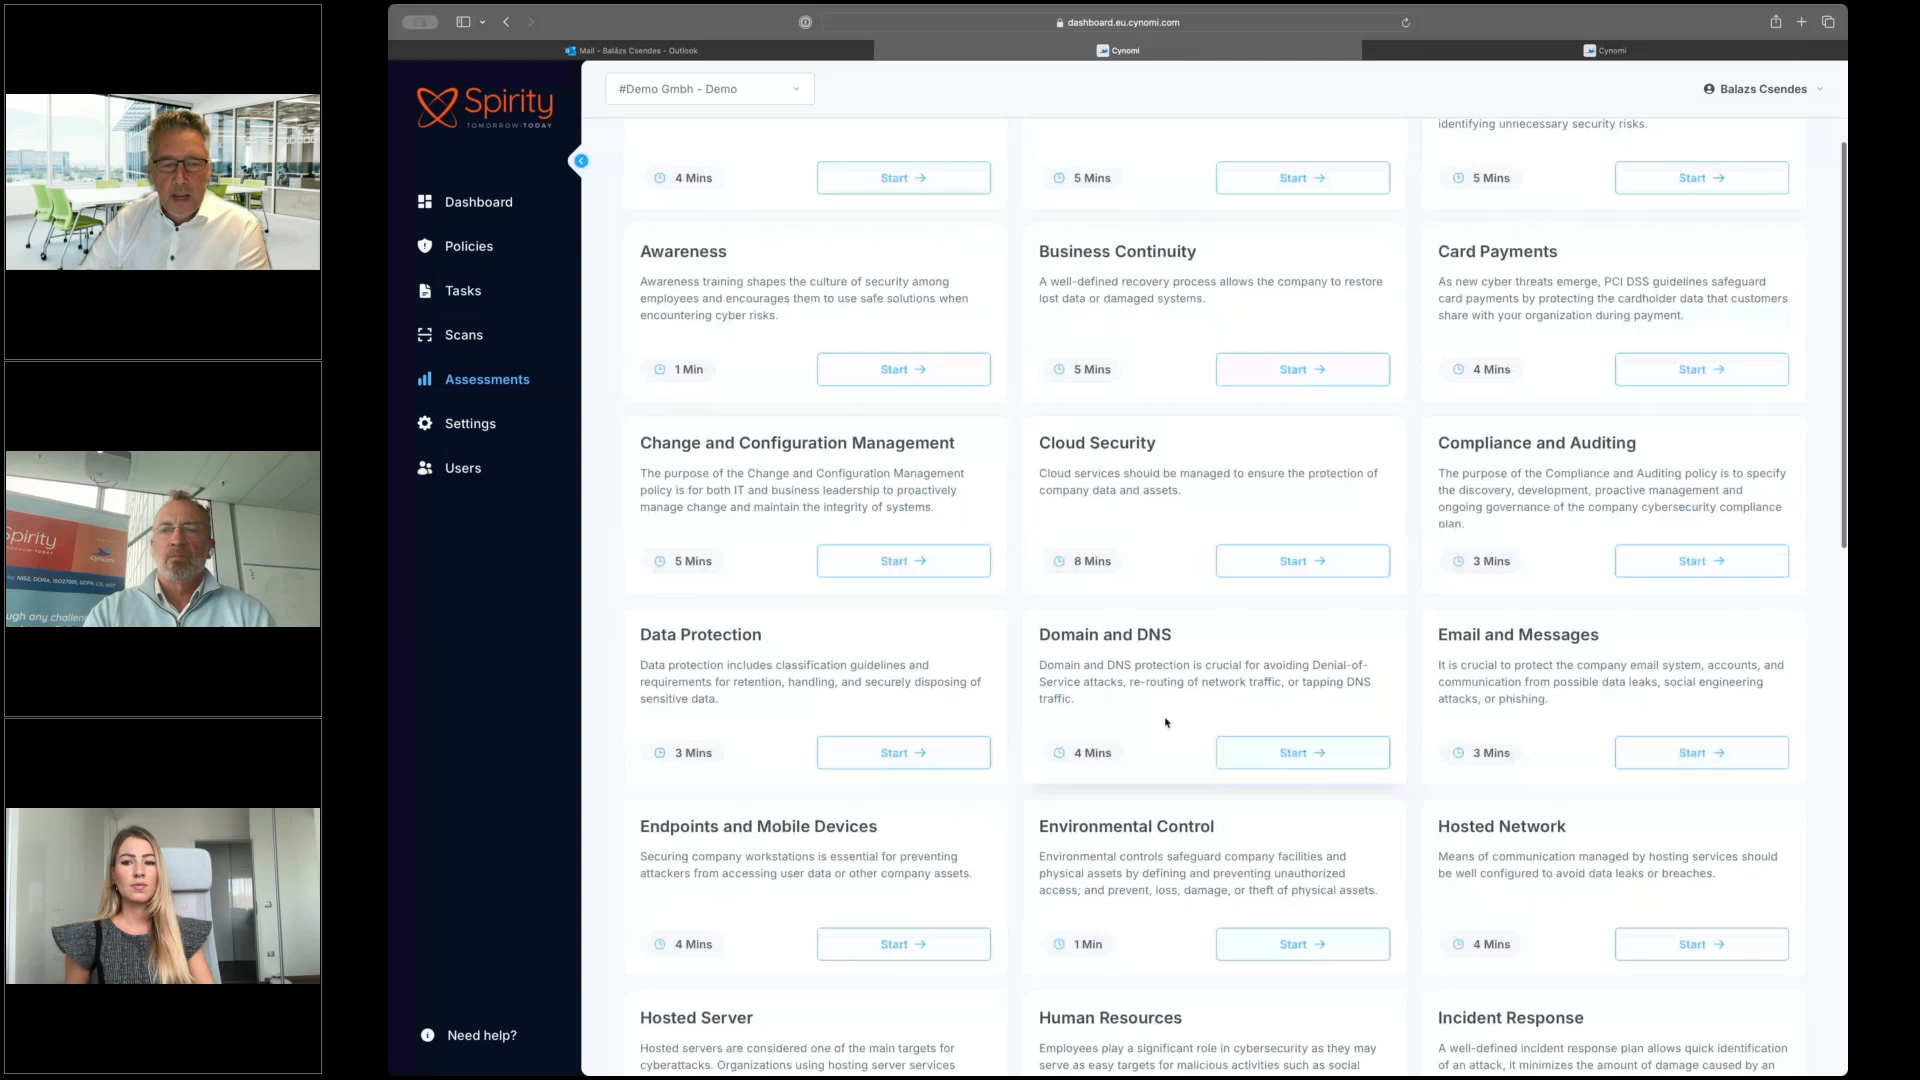 dashboard.eu.cynomi.com
Mail - Balázs Csendes - Outlook
Cynomi
Cynomi
Spirity
TOMORROW:TODAY
#Demo Gmbh - Demo
Balazs Csendes
Dashboard
Policies
Tasks
Scans
Assessments
Settings
Users
Need help?
identifying unnecessary security risks.
4 Mins
Start →
5 Mins
Start →
5 Mins
Start →
Awareness
Awareness training shapes the culture of security among
employees and encourages them to use safe solutions when
encountering cyber risks.
1 Min
Start →
Business Continuity
A well-defined recovery process allows the company to restore
lost data or damaged systems.
5 Mins
Start →
Card Payments
As new cyber threats emerge, PCI DSS guidelines safeguard
card payments by protecting the cardholder data that customers
share with your organization during payment.
4 Mins
Start →
Change and Configuration Management
The purpose of the Change and Configuration Management
policy is for both IT and business leadership to proactively
manage change and maintain the integrity of systems.
5 Mins
Start →
Cloud Security
Cloud services should be managed to ensure the protection of
company data and assets.
8 Mins
Start →
Compliance and Auditing
The purpose of the Compliance and Auditing policy is to specify
the discovery, development, proactive management and
ongoing governance of the company cybersecurity compliance
plan.
3 Mins
Start →
Data Protection
Data protection includes classification guidelines and
requirements for retention, handling, and securely disposing of
sensitive data.
3 Mins
Start →
Domain and DNS
Domain and DNS protection is crucial for avoiding Denial-of-
Service attacks, re-routing of network traffic, or tapping DNS
traffic.
4 Mins
Start →
Email and Messages
It is crucial to protect the company email system, accounts, and
communication from possible data leaks, social engineering
attacks, or phishing.
3 Mins
Start →
Endpoints and Mobile Devices
Securing company workstations is essential for preventing
attackers from accessing user data or other company assets.
4 Mins
Start →
Environmental Control
Environmental controls safeguard company facilities and
physical assets by defining and preventing unauthorized
access; and prevent, loss, damage, or theft of physical assets.
1 Min
Start →
Hosted Network
Means of communication managed by hosting services should
be well configured to avoid data leaks or breaches.
4 Mins
Start →
Hosted Server
Hosted servers are considered one of the main targets for
cyberattacks. Organizations using hosting server services
Human Resources
Employees play a significant role in cybersecurity as they may
serve as easy targets for malicious activities such as social
Incident Response
A well-defined incident response plan allows quick identification
of an attack, it minimizes the amount of damage caused by an
Spirity
cynomi
NIS2, DORA, ISO27001, GDPR, CIS, NIST
ough any challen